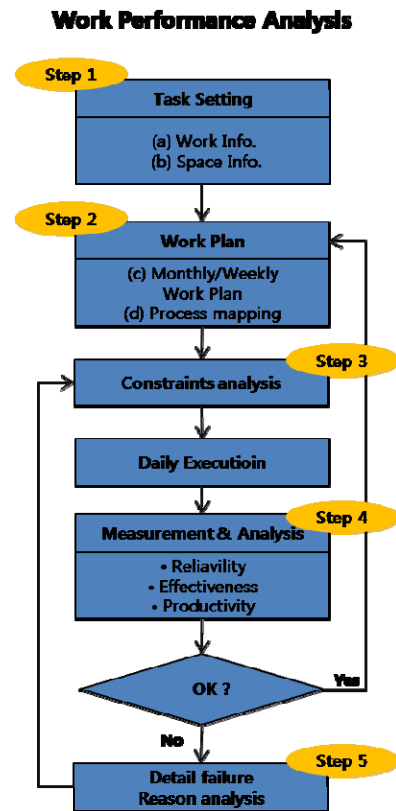 Work Performance Analysis
Step 1
Task Setting
(a) Work Info.
(b) Space Info.
Step 2
Work Plan
(c) Monthly/Weekly
Work Plan
(d) Process mapping
Step 3
Constraints analysis
Daily Executioin
Step 4
Measurement & Analysis
• Reliavility
• Effectiveness
• Productivity
OK ?
Yes
No
Step 5
Detail failure
Reason analysis